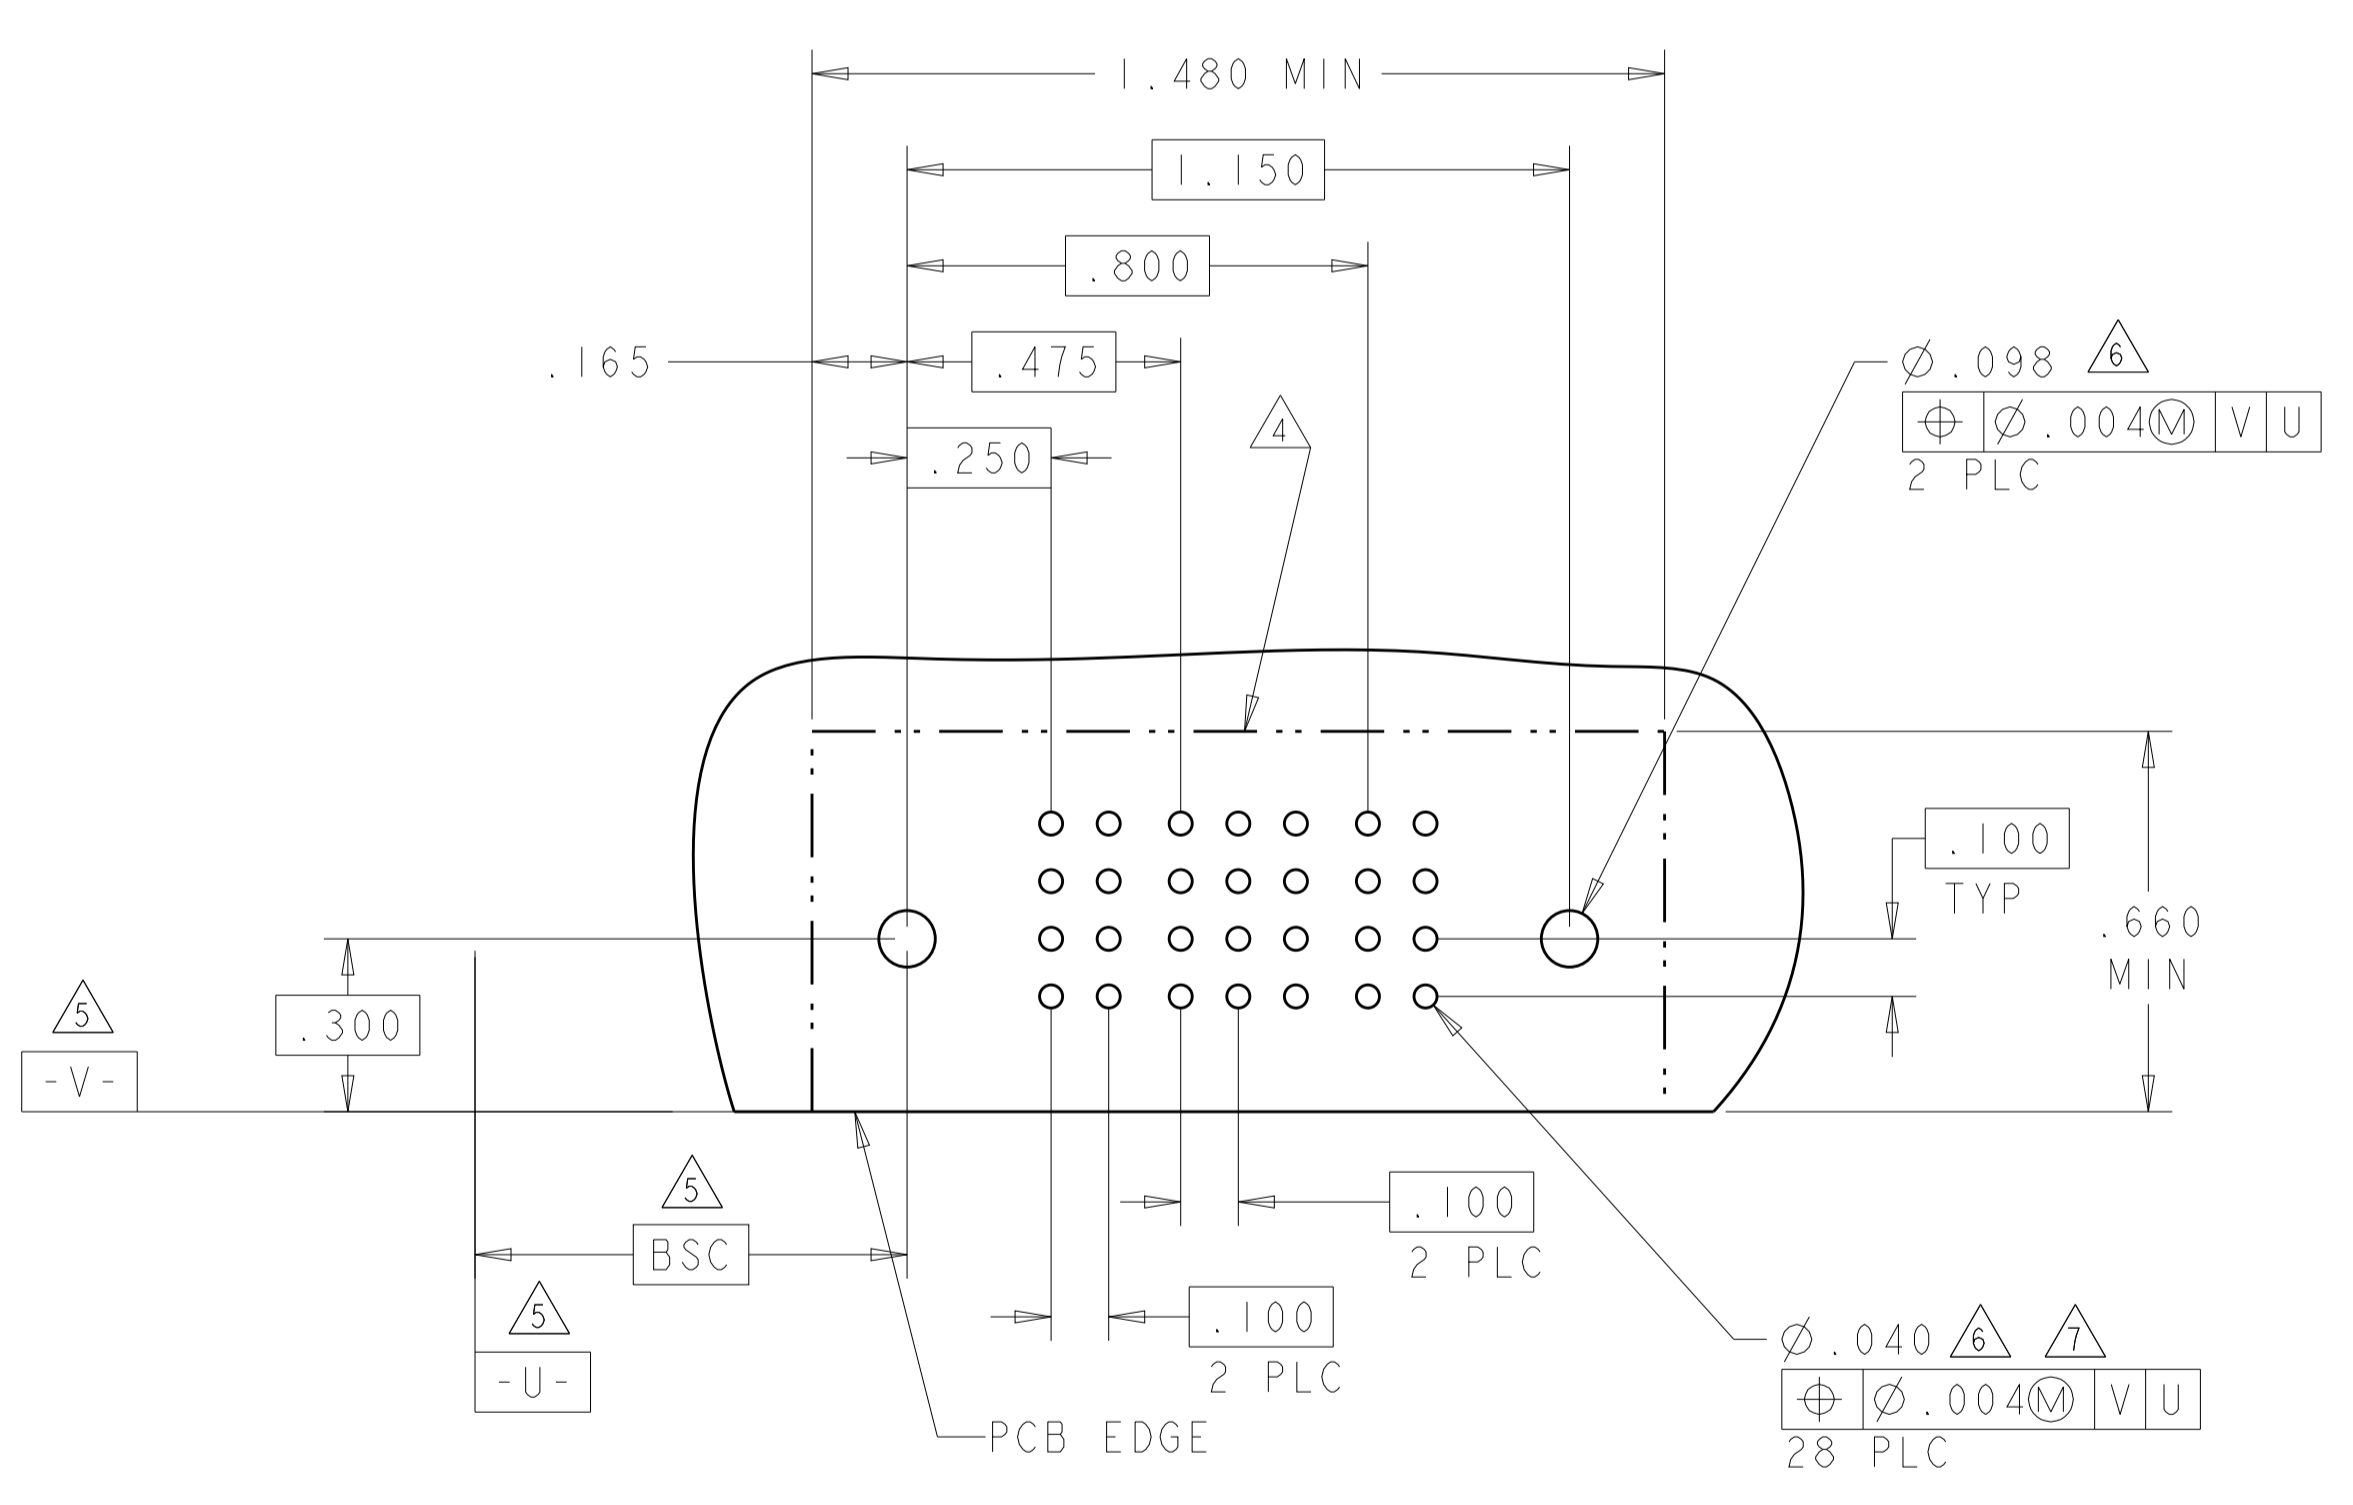 1.480 MIN
1.150
.800
.165
.475
.250
4
Ø.098 6
⌖ Ø.004Ⓜ V U
2 PLC
.100
TYP
.660
MIN
5
-V-
.300
5
BSC
5
-U-
.100
2 PLC
.100
2 PLC
PCB EDGE
Ø.040 6 7
⌖ Ø.004Ⓜ V U
28 PLC